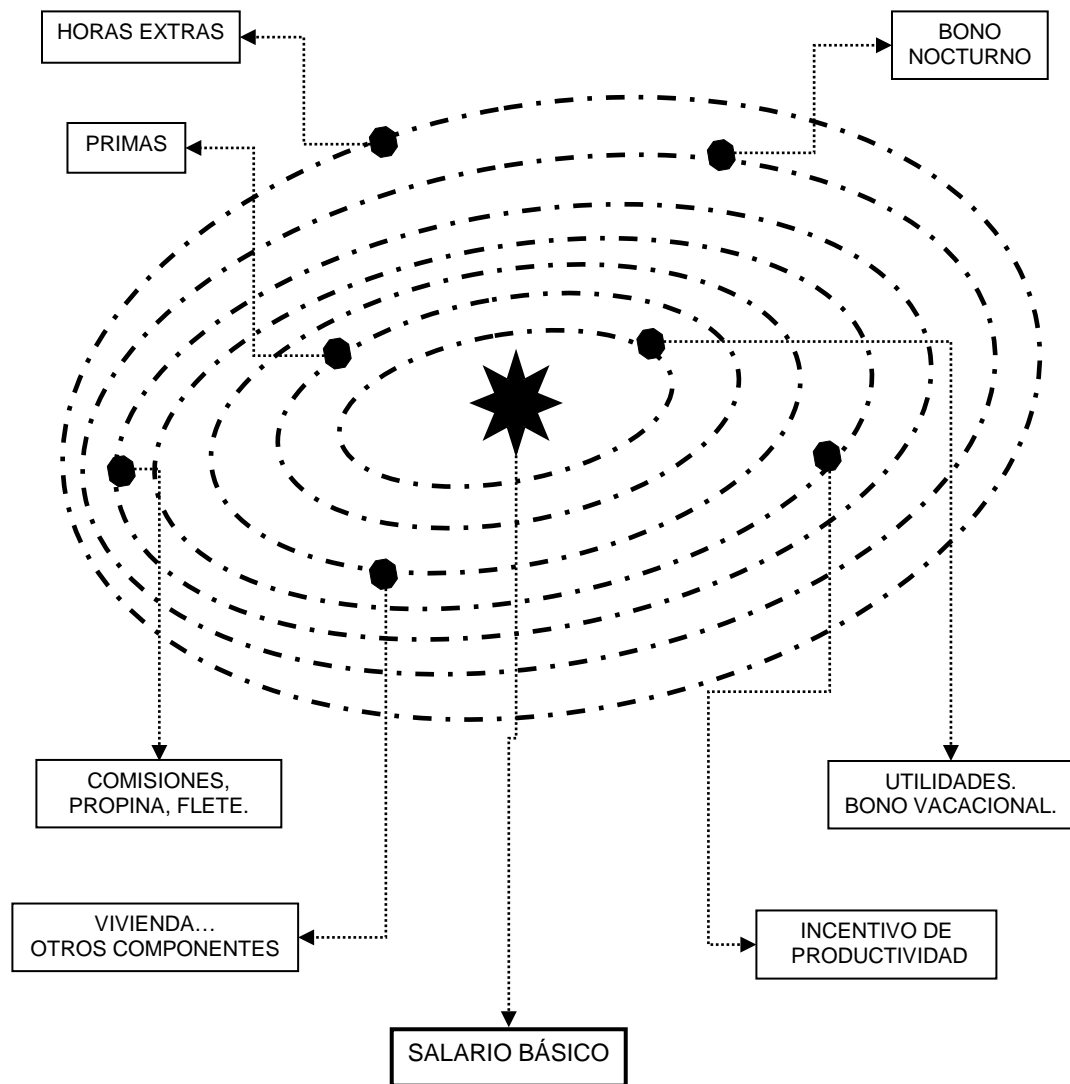 HORAS EXTRAS
BONO
NOCTURNO
PRIMAS
COMISIONES,
PROPINA, FLETE.
UTILIDADES.
BONO VACACIONAL.
VIVIENDA…
OTROS COMPONENTES
INCENTIVO DE
PRODUCTIVIDAD
SALARIO BÁSICO